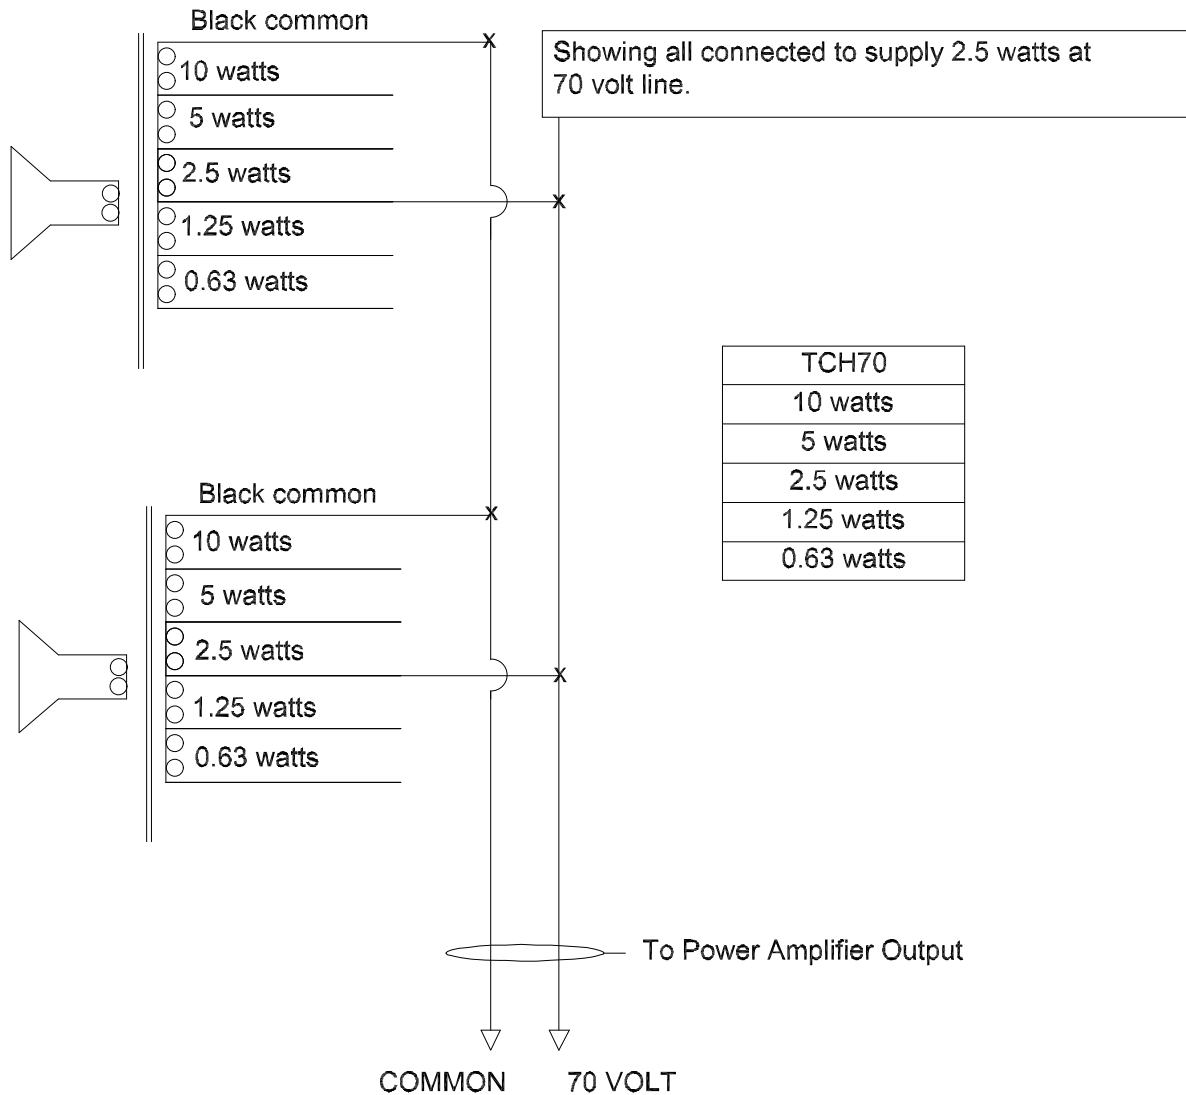 Black common
Showing all connected to supply 2.5 watts at
70 volt line.
10 watts
5 watts
2.5 watts
1.25 watts
0.63 watts
TCH70
10 watts
5 watts
2.5 watts
1.25 watts
0.63 watts
Black common
10 watts
5 watts
2.5 watts
1.25 watts
0.63 watts
To Power Amplifier Output
COMMON
70 VOLT